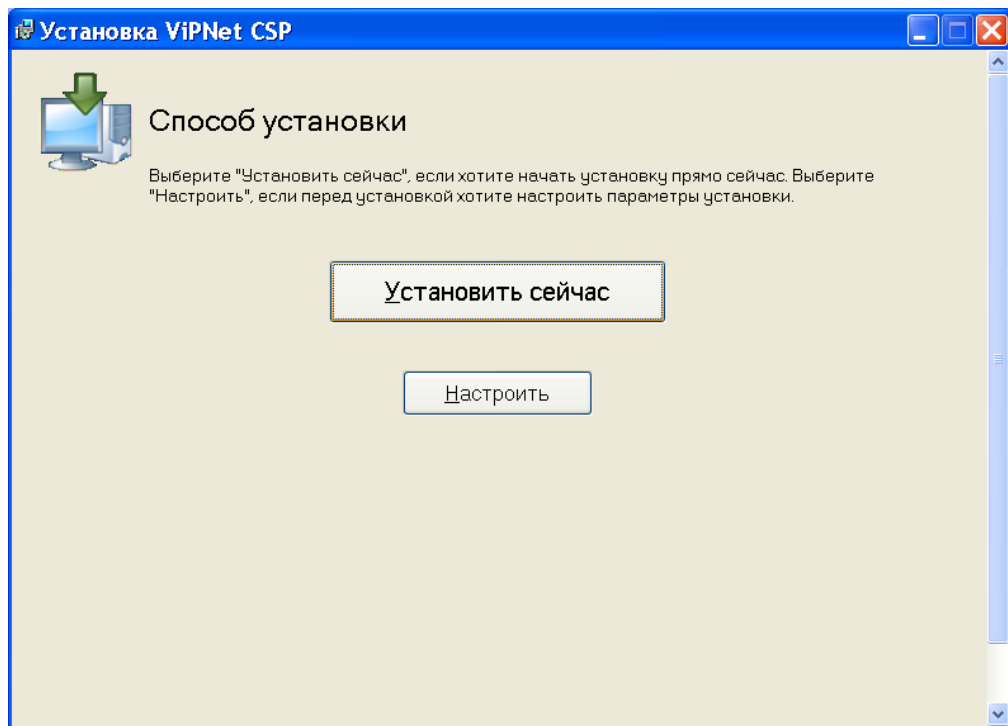 Установка ViPNet CSP
Способ установки
Выберите "Установить сейчас", если хотите начать установку прямо сейчас. Выберите
"Настроить", если перед установкой хотите настроить параметры установки.
Установить сейчас
Настроить